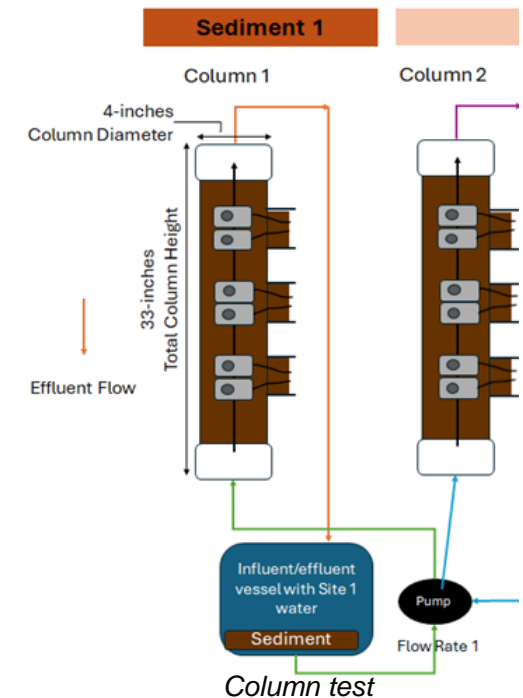 Sediment 1
Column 1
Column 2
4-inches
Column Diameter
33-inches
Total Column Height
Effluent Flow
Influent/effluent
vessel with Site 1
water
Sediment
Pump
Flow Rate 1
Column test